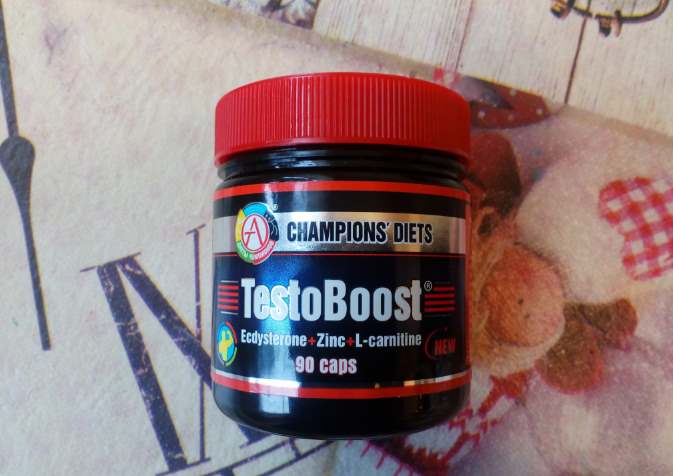 A
CHAMPIONS' DIETS
®
TestoBoost®
Ecdysterone+Zinc+L-carnitine
NEW
90 caps